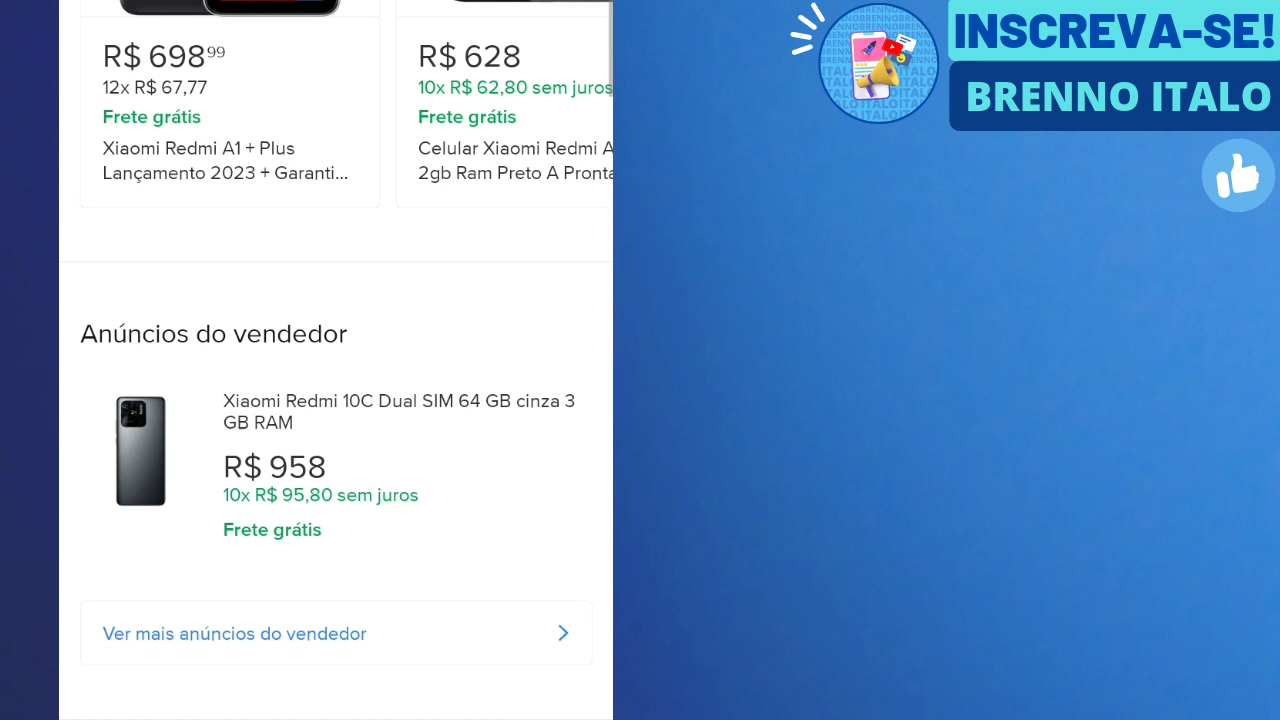 R$ 698⁹⁹
12x R$ 67,77
Frete grátis
Xiaomi Redmi A1 + Plus
Lançamento 2023 + Garanti...
R$ 628
10x R$ 62,80 sem juros
Frete grátis
Celular Xiaomi Redmi A
2gb Ram Preto A Pronta
Anúncios do vendedor
Xiaomi Redmi 10C Dual SIM 64 GB cinza 3
GB RAM
R$ 958
10x R$ 95,80 sem juros
Frete grátis
Ver mais anúncios do vendedor
INSCREVA-SE!
BRENNO ITALO